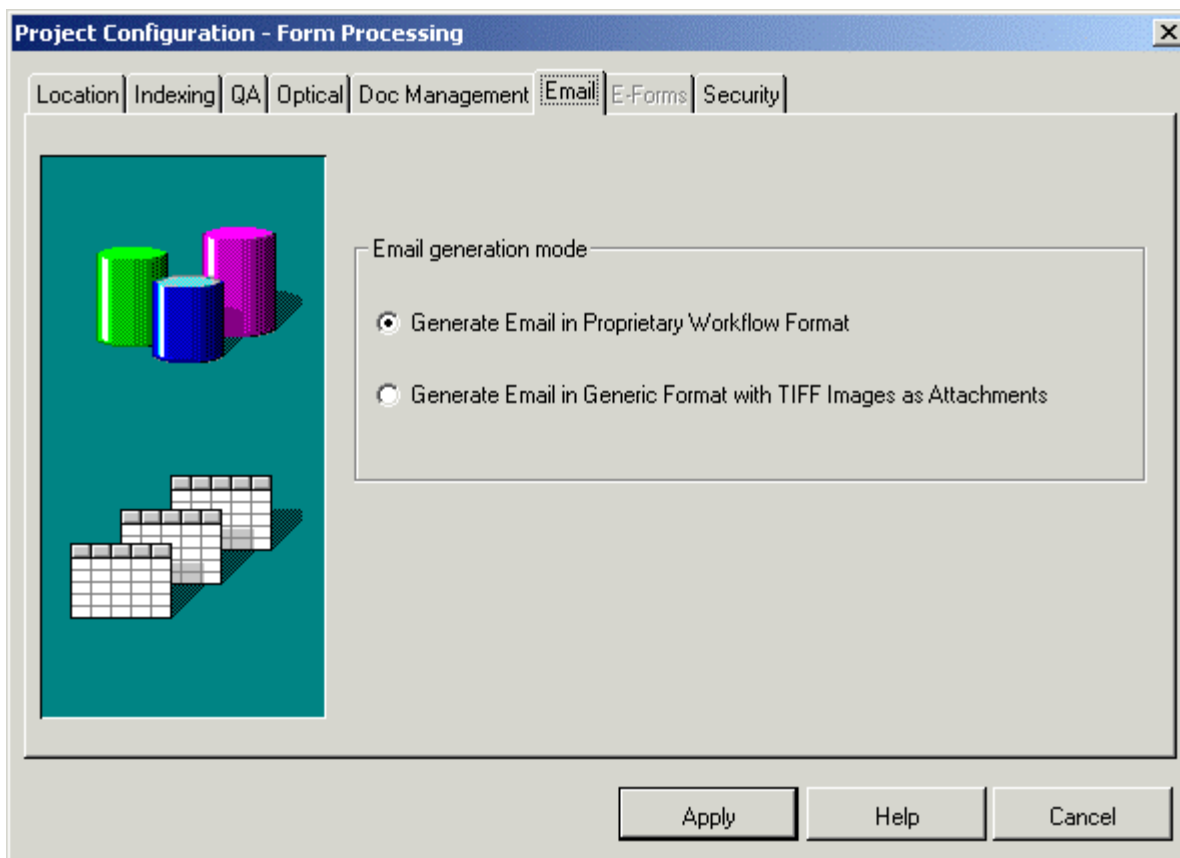 Project Configuration - Form Processing
Location Indexing QA Optical Doc Management Email E-Forms Security
Email generation mode
Generate Email in Proprietary Workflow Format
Generate Email in Generic Format with TIFF Images as Attachments
Apply Help Cancel